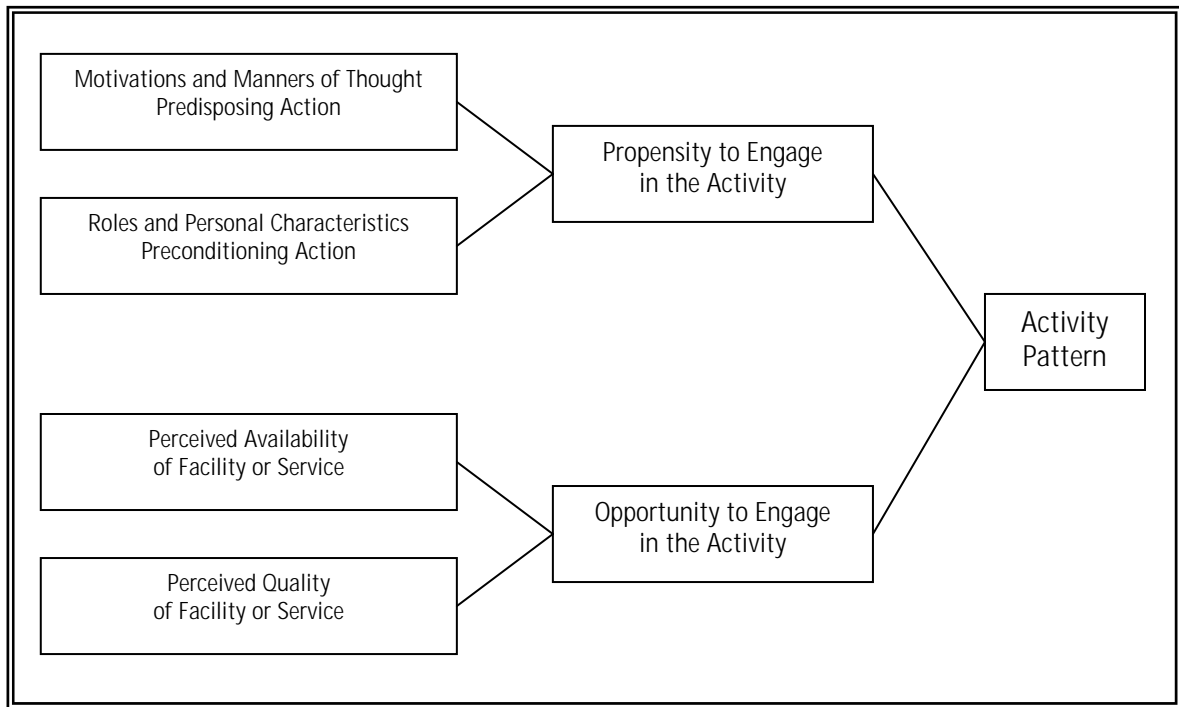 Motivations and Manners of Thought
Predisposing Action
Propensity to Engage
in the Activity
Roles and Personal Characteristics
Preconditioning Action
Activity
Pattern
Perceived Availability
of Facility or Service
Opportunity to Engage
in the Activity
Perceived Quality
of Facility or Service